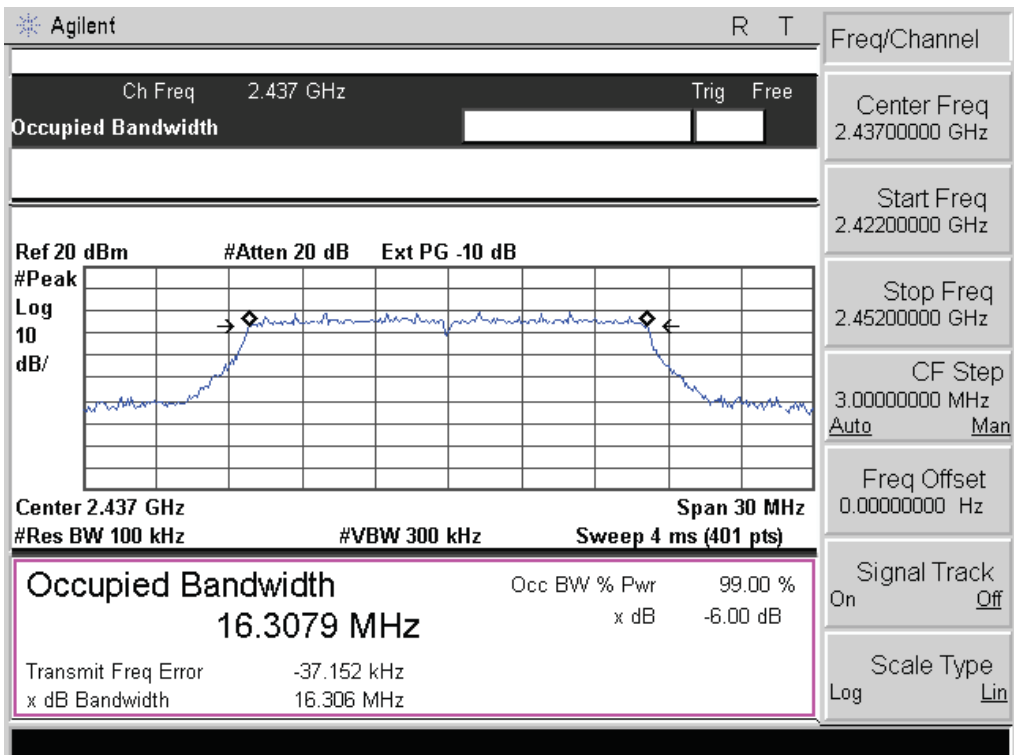 Agilent R T
Ch Freq 2.437 GHz Trig Free
Occupied Bandwidth
Ref 20 dBm #Atten 20 dB Ext PG -10 dB
#Peak
Log
10
dB/
Center 2.437 GHz Span 30 MHz
#Res BW 100 kHz #VBW 300 kHz Sweep 4 ms (401 pts)
Occupied Bandwidth Occ BW % Pwr 99.00 %
16.3079 MHz x dB -6.00 dB
Transmit Freq Error -37.152 kHz
x dB Bandwidth 16.306 MHz
Freq/Channel
Center Freq
2.43700000 GHz
Start Freq
2.42200000 GHz
Stop Freq
2.45200000 GHz
CF Step
3.00000000 MHz
Auto Man
Freq Offset
0.00000000 Hz
Signal Track
On Off
Scale Type
Log Lin